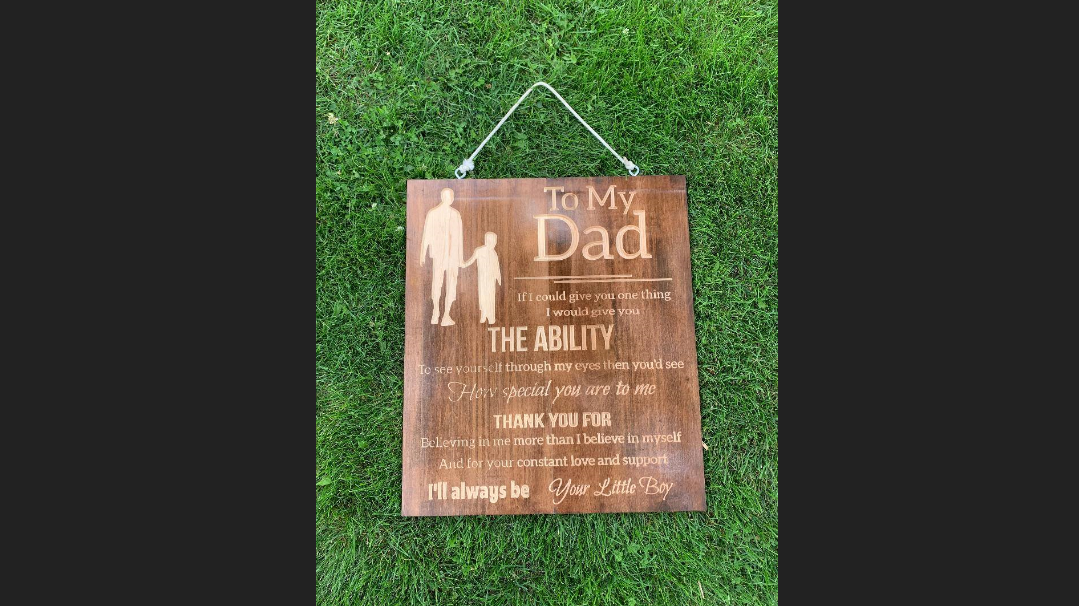 To My
Dad
If I could give you one thing
I would give you
THE ABILITY
To see yourself through my eyes then you'd see
How special you are to me
THANK YOU FOR
Believing in me more than I believe in myself
And for your constant love and support
I'll always be Your Little Boy